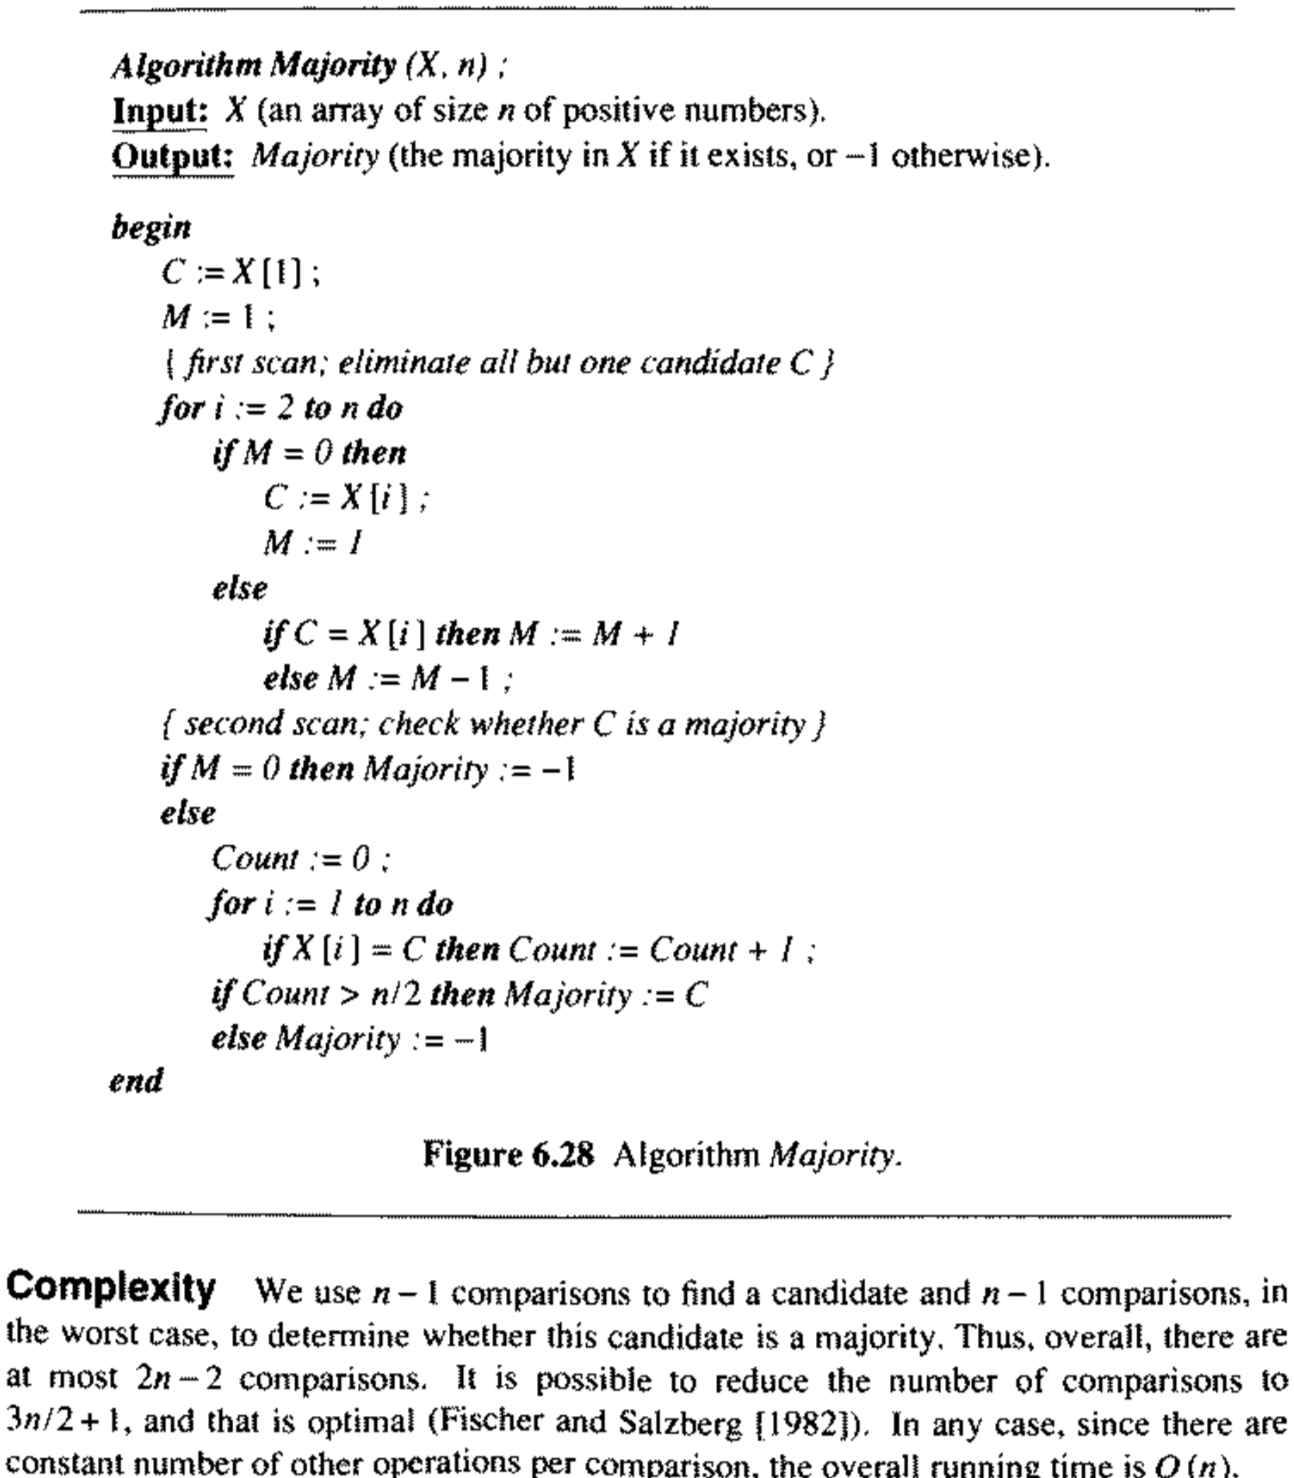 Algorithm Majority (X, n) ;
Input: X (an array of size n of positive numbers).
Output: Majority (the majority in X if it exists, or −1 otherwise).
begin
C := X [1] ;
M := 1 ;
{ first scan; eliminate all but one candidate C }
for i := 2 to n do
if M = 0 then
C := X [i] ;
M := 1
else
if C = X [i] then M := M + 1
else M := M − 1 ;
{ second scan; check whether C is a majority }
if M = 0 then Majority := −1
else
Count := 0 ;
for i := 1 to n do
if X [i] = C then Count := Count + 1 ;
if Count > n/2 then Majority := C
else Majority := −1
end
Figure 6.28 Algorithm Majority.
Complexity We use n − 1 comparisons to find a candidate and n − 1 comparisons, in
the worst case, to determine whether this candidate is a majority. Thus, overall, there are
at most 2n − 2 comparisons. It is possible to reduce the number of comparisons to
3n/2 + 1, and that is optimal (Fischer and Salzberg [1982]). In any case, since there are
constant number of other operations per comparison, the overall running time is O (n).